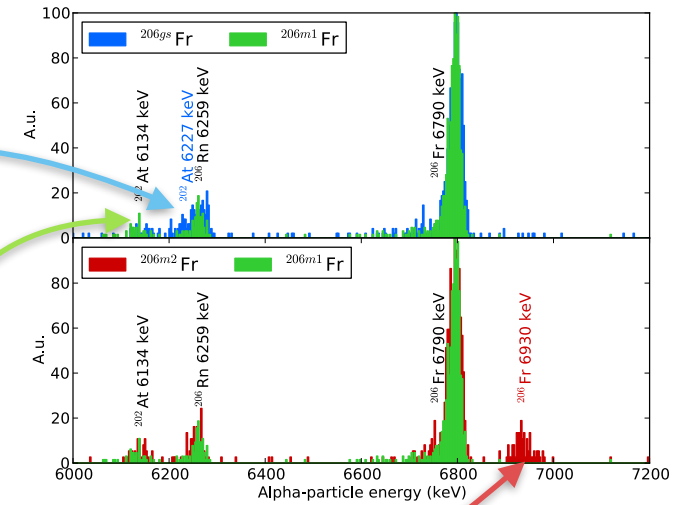 100
80
60
40
20
0
A.u.
206gs Fr 206m1 Fr
202 At 6134 keV
202 At 6227 keV
206 Rn 6259 keV
206 Fr 6790 keV
80
60
40
20
0
A.u.
206m2 Fr 206m1 Fr
202 At 6134 keV
206 Rn 6259 keV
206 Fr 6790 keV
206 Fr 6930 keV
6000 6200 6400 6600 6800 7000 7200
Alpha-particle energy (keV)